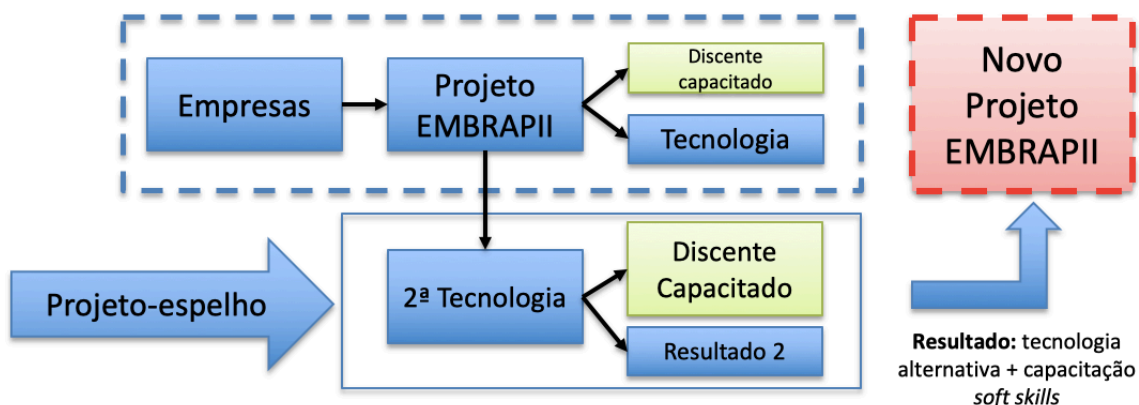 Empresas
Projeto
EMBRAPII
Discente
capacitado
Tecnologia
Novo
Projeto
EMBRAPII
Projeto-espelho
2ª Tecnologia
Discente
Capacitado
Resultado 2
Resultado: tecnologia
alternativa + capacitação
soft skills